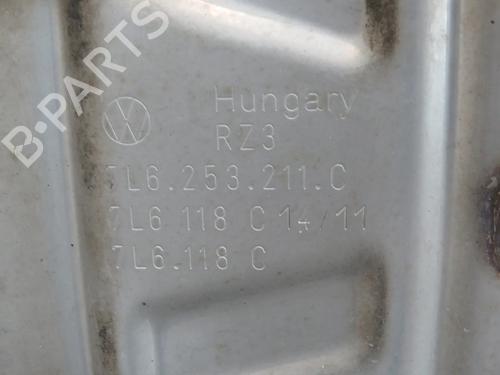 B-PARTS
Hungary
RZ3
7L6.253.211.C
7L6 118 C 14/11
7L6.118 C